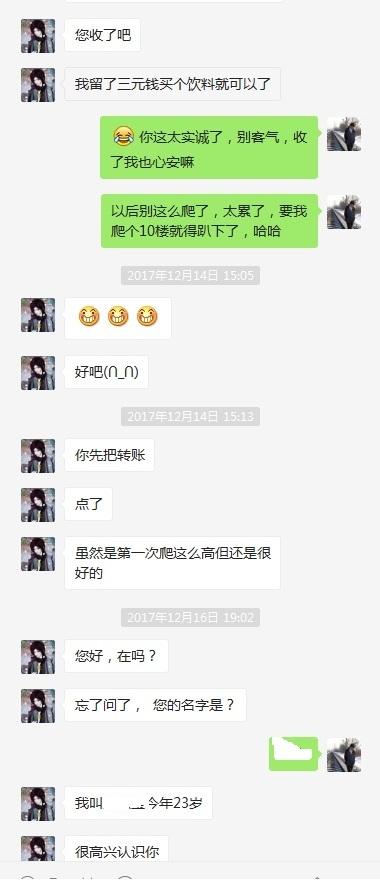 您收了吧
我留了三元钱买个饮料就可以了
你这太实诚了，别客气，收
了我也心安嘛
以后别这么爬了，太累了，要我
爬个10楼就得趴下了，哈哈
2017年12月14日 15:05
好吧(∩_∩)
2017年12月14日 15:13
你先把转账
点了
虽然是第一次爬这么高但还是很
好的
2017年12月16日 19:02
您好，在吗？
忘了问了， 您的名字是？
我叫 今年23岁
很高兴认识你